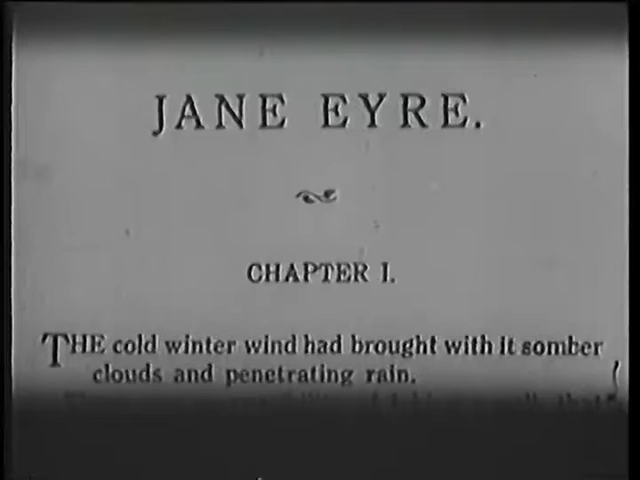 JANE EYRE.
CHAPTER I.
THE cold winter wind had brought with it somber
clouds and penetrating rain.